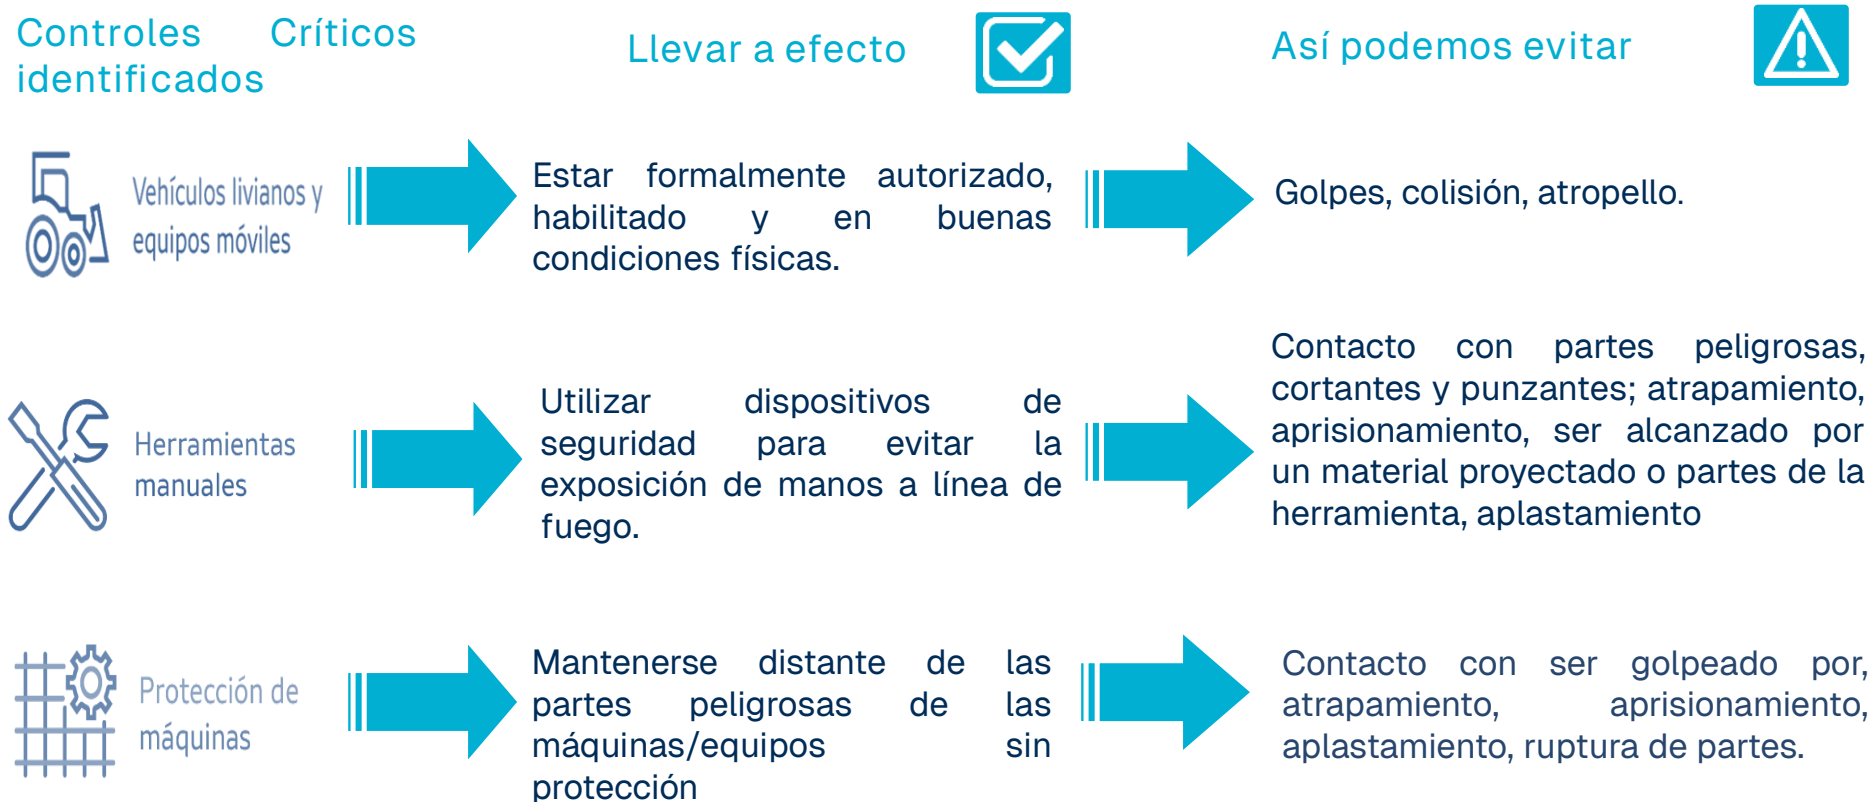 Controles Críticos
identificados
Llevar a efecto
Así podemos evitar
Vehículos livianos y
equipos móviles
Estar formalmente autorizado,
habilitado y en buenas
condiciones físicas.
Golpes, colisión, atropello.
Herramientas
manuales
Utilizar dispositivos de
seguridad para evitar la
exposición de manos a línea de
fuego.
Contacto con partes peligrosas,
cortantes y punzantes; atrapamiento,
aprisionamiento, ser alcanzado por
un material proyectado o partes de la
herramienta, aplastamiento
Protección de
máquinas
Mantenerse distante de las
partes peligrosas de las
máquinas/equipos sin
protección
Contacto con ser golpeado por,
atrapamiento, aprisionamiento,
aplastamiento, ruptura de partes.